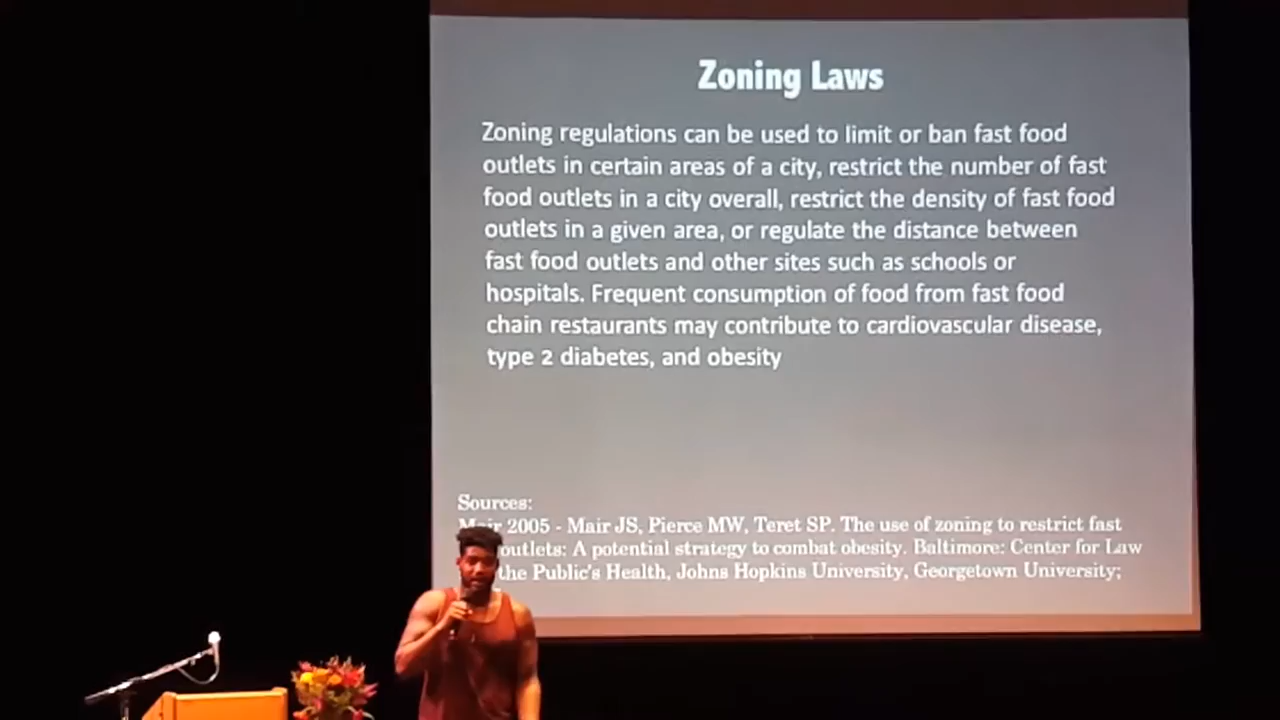 Zoning Laws
Zoning regulations can be used to limit or ban fast food
outlets in certain areas of a city, restrict the number of fast
food outlets in a city overall, restrict the density of fast food
outlets in a given area, or regulate the distance between
fast food outlets and other sites such as schools or
hospitals. Frequent consumption of food from fast food
chain restaurants may contribute to cardiovascular disease,
type 2 diabetes, and obesity
Sources:
Mair 2005 - Mair JS, Pierce MW, Teret SP. The use of zoning to restrict fast
outlets: A potential strategy to combat obesity. Baltimore: Center for Law
the Public's Health, Johns Hopkins University, Georgetown University;